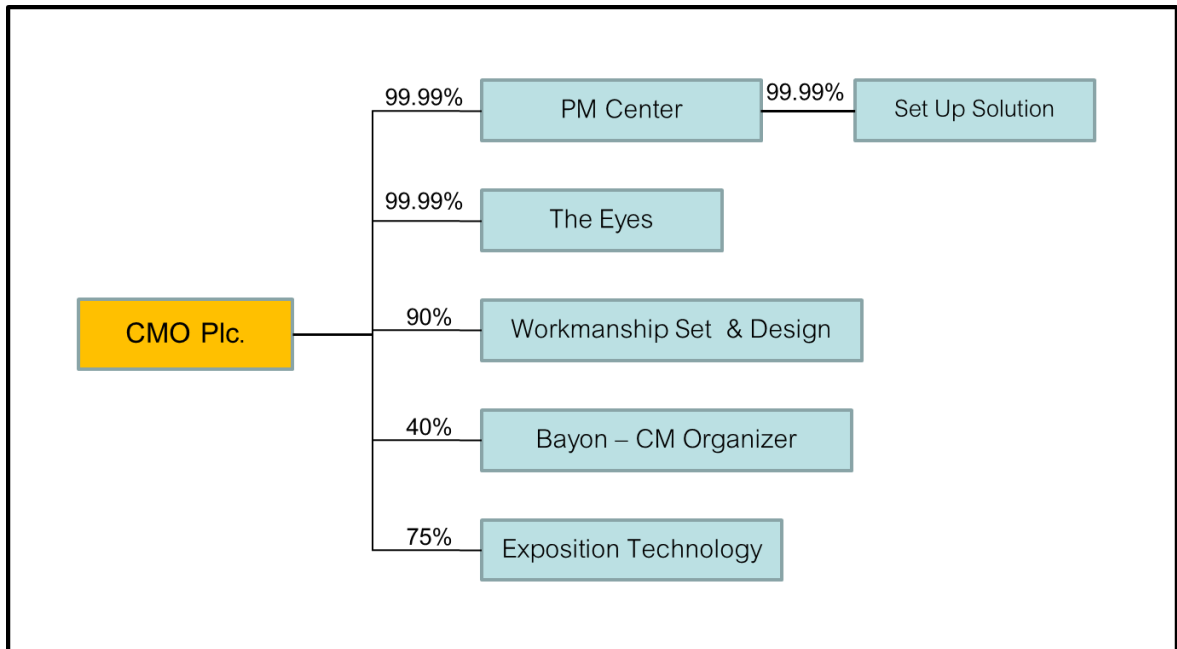 99.99%
PM Center
99.99%
Set Up Solution
99.99%
The Eyes
CMO Plc.
90%
Workmanship Set & Design
40%
Bayon – CM Organizer
75%
Exposition Technology